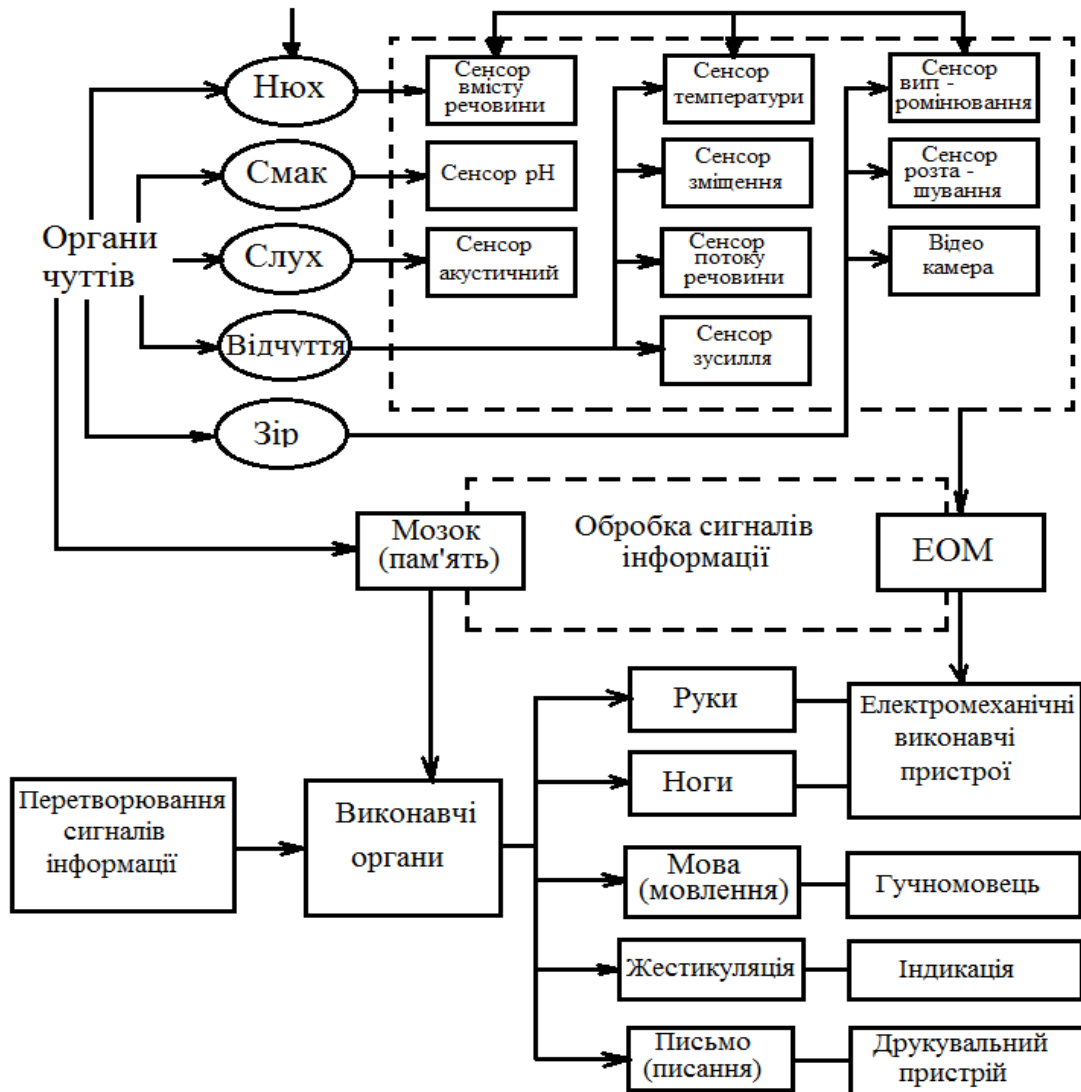 Нюх
Сенсор
вмісту
речовини
Сенсор
температури
Сенсор
вип -
ромінювання
Смак
Сенсор рН
Сенсор
зміщення
Сенсор
розта -
шування
Органи
чуттів
Слух
Сенсор
акустичний
Сенсор
потоку
речовини
Відео
камера
Відчуття
Сенсор
зусилля
Зір
Мозок
(пам'ять)
Обробка сигналів
інформації
ЕОМ
Руки
Електромеханічні
виконавчі
пристрої
Ноги
Перетворювання
сигналів
інформації
Виконавчі
органи
Мова
(мовлення)
Гучномовець
Жестикуляція
Індикація
Письмо
(писання)
Друкувальний
пристрій